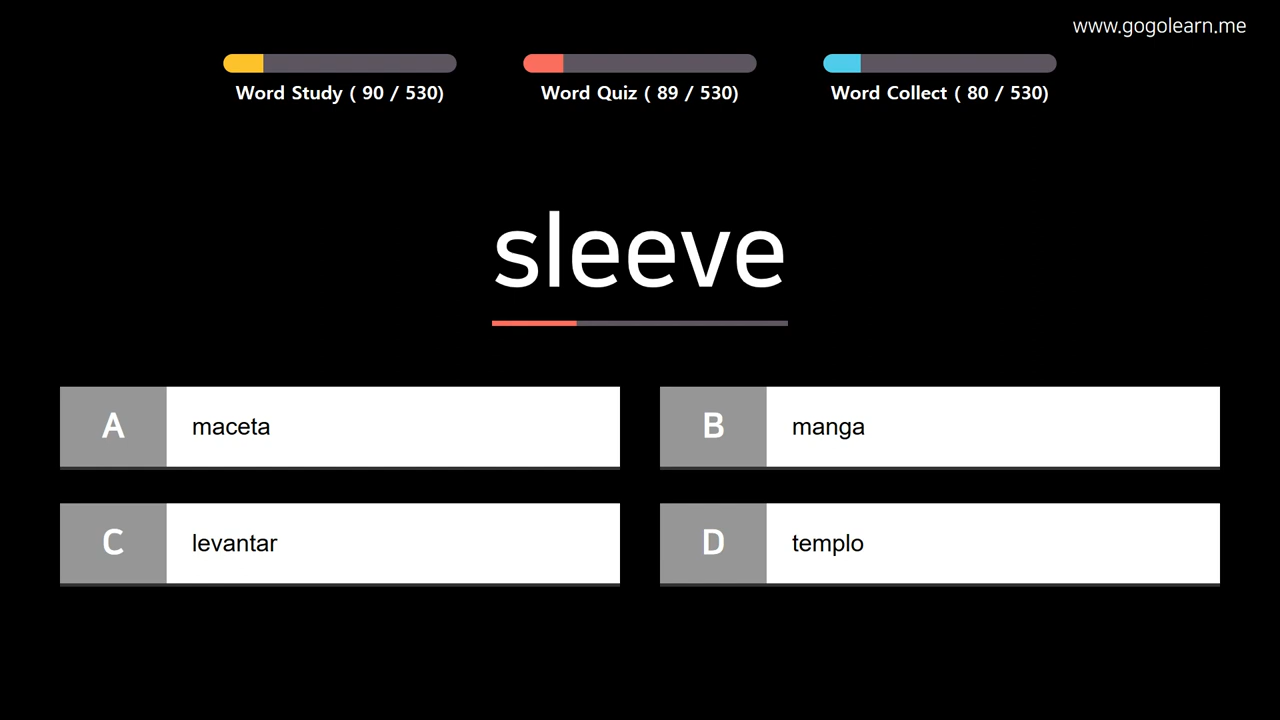 www.gogolearn.me
Word Study ( 90 / 530)
Word Quiz ( 89 / 530)
Word Collect ( 80 / 530)
sleeve
A maceta
B manga
C levantar
D templo